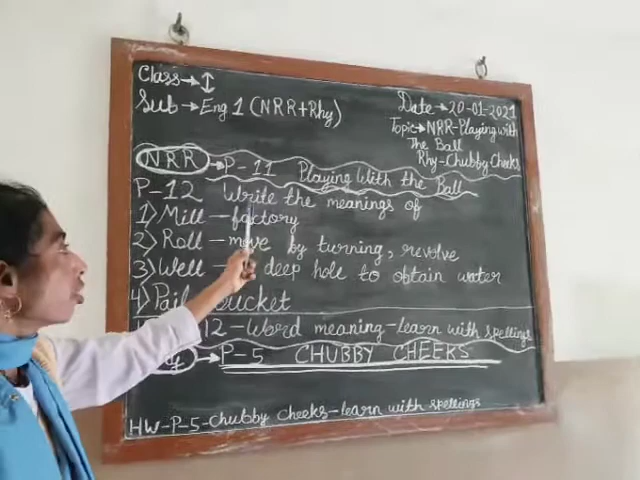 Class → I
Sub → Eng 1 (NRR+Rhy)
Date → 20-01-2021
Topic → NRR-Playing with
The Ball
Rhy-Chubby Cheeks
NRR → P-11 Playing With the Ball
P-12 Write the meanings of
1) Mill - factory
2) Roll - move by turning, revolve
3) Well - deep hole to obtain water
4) Pail bucket
12 - Word meaning - learn with spellings
→ P-5 CHUBBY CHEEKS
HW-P-5-Chubby cheeks-learn with spellings